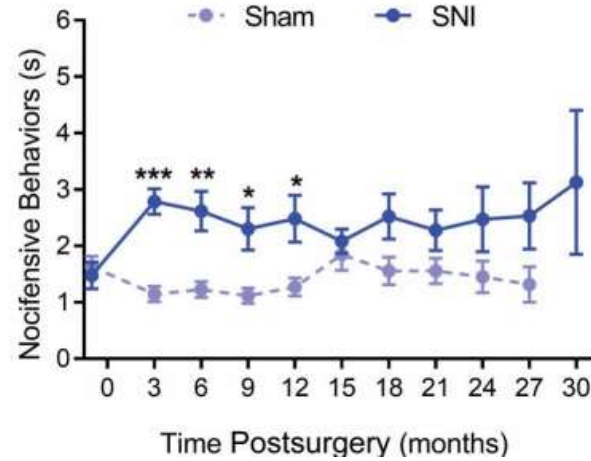 Sham SNI
Nocifensive Behaviors (s)
6
5
4
3
2
1
0
*** ** * *
0 3 6 9 12 15 18 21 24 27 30
Time Postsurgery (months)